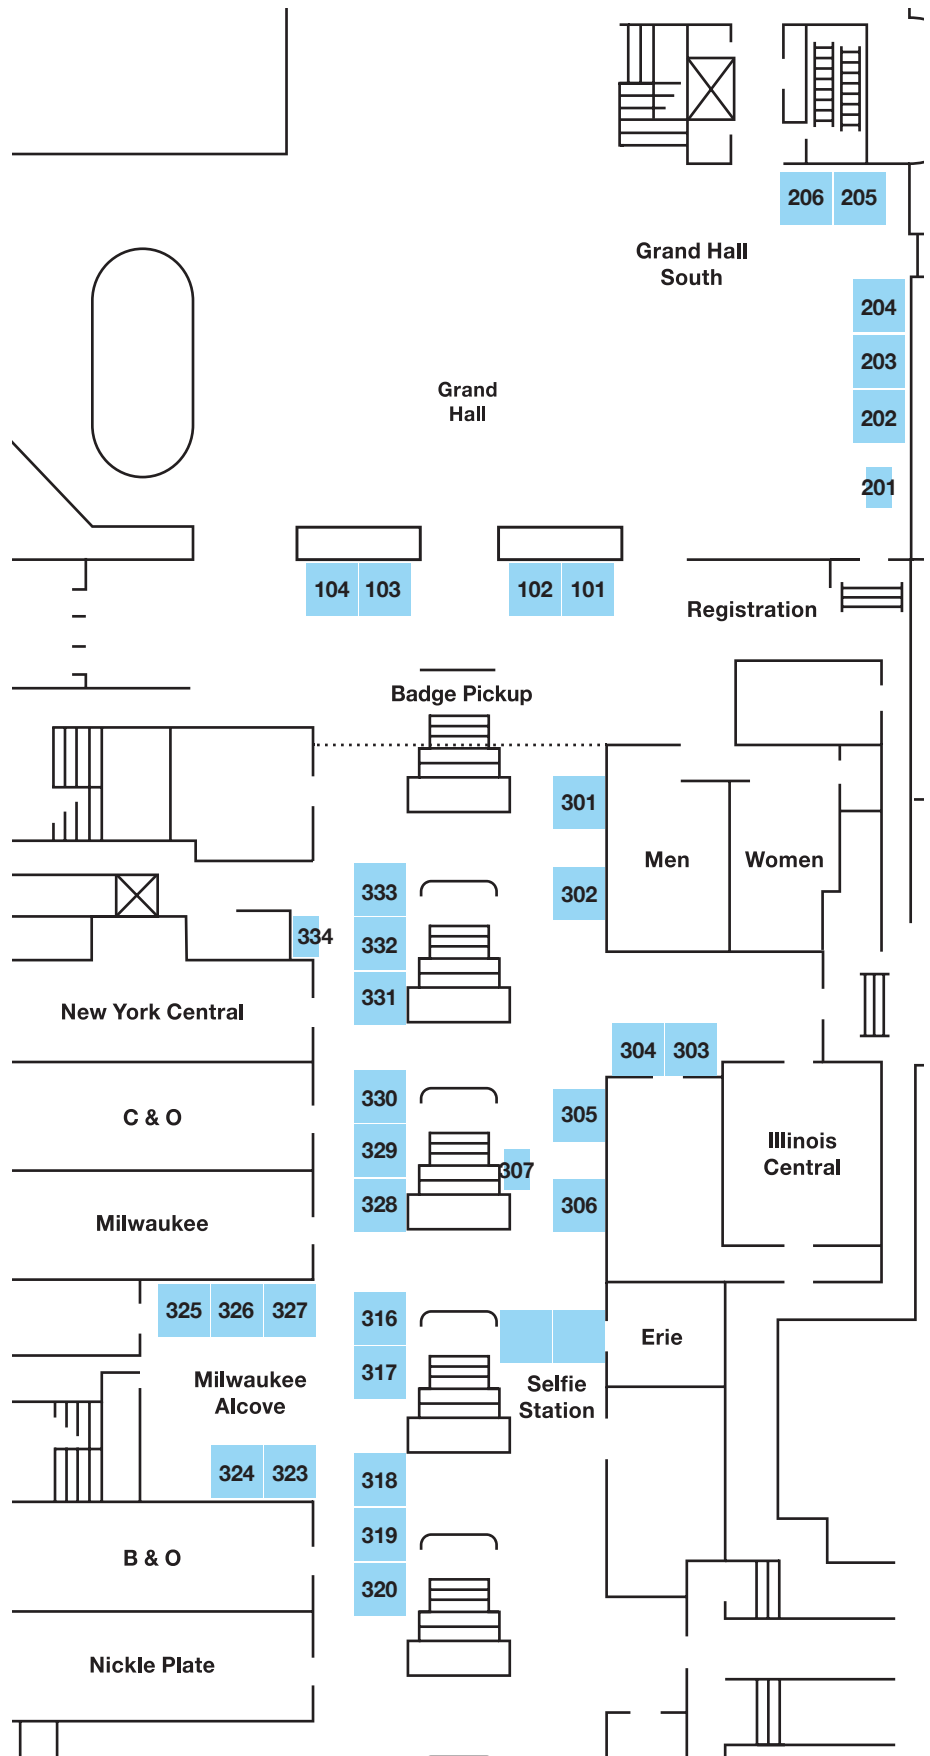 206 205
Grand Hall
South
204
203
Grand
Hall
202
201
104 103 102 101
Registration
Badge Pickup
301
Men Women
333
302
334
332
331
New York Central
304 303
330
305
C & O
329
Illinois
Central
307
328
306
Milwaukee
325 326 327
316
Erie
317
Milwaukee
Alcove
Selfie
Station
324 323
318
319
B & O
320
Nickle Plate